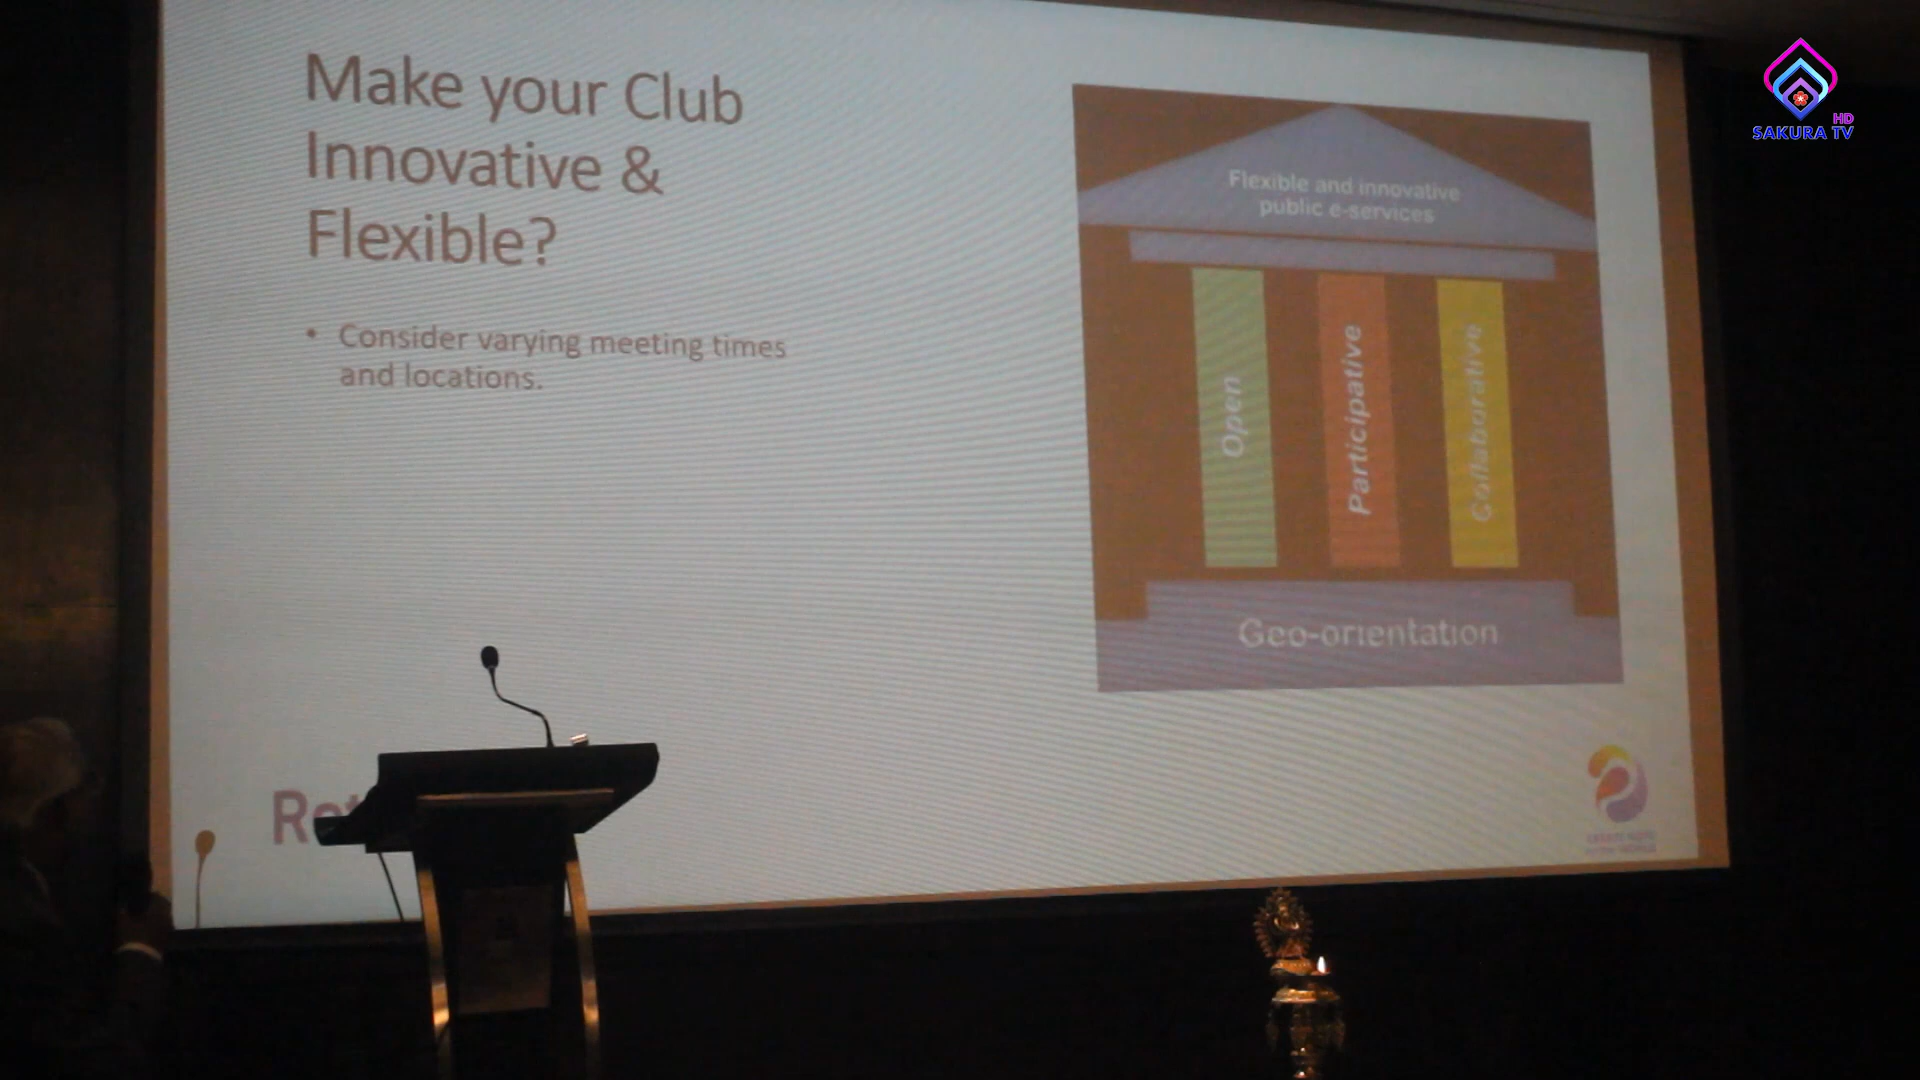 Make your Club
Innovative &
Flexible?
• Consider varying meeting times
and locations.
Flexible and innovative
public e-services
Open
Participative
Collaborative
Geo-orientation
HD
SAKURA TV